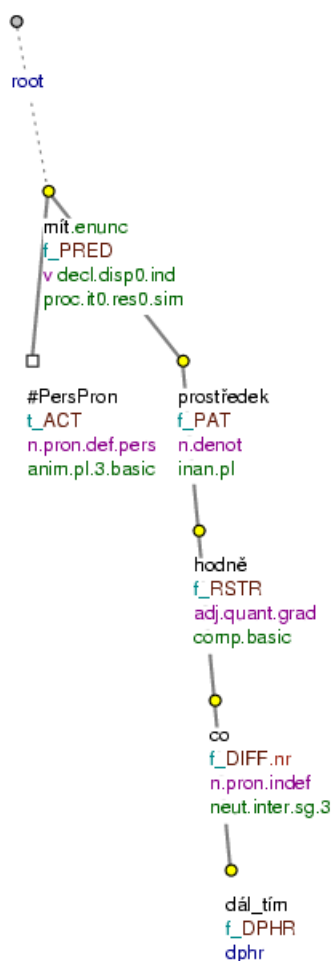 root
mít.enunc
f_PRED
v decl.disp0.ind
proc.it0.res0.sim
#PersPron
t_ACT
n.pron.def.pers
anim.pl.3.basic
prostředek
f_PAT
n.denot
inan.pl
hodně
f_RSTR
adj.quant.grad
comp.basic
co
f_DIFF.nr
n.pron.indef
neut.inter.sg.3
dál_tím
f_DPHR
dphr